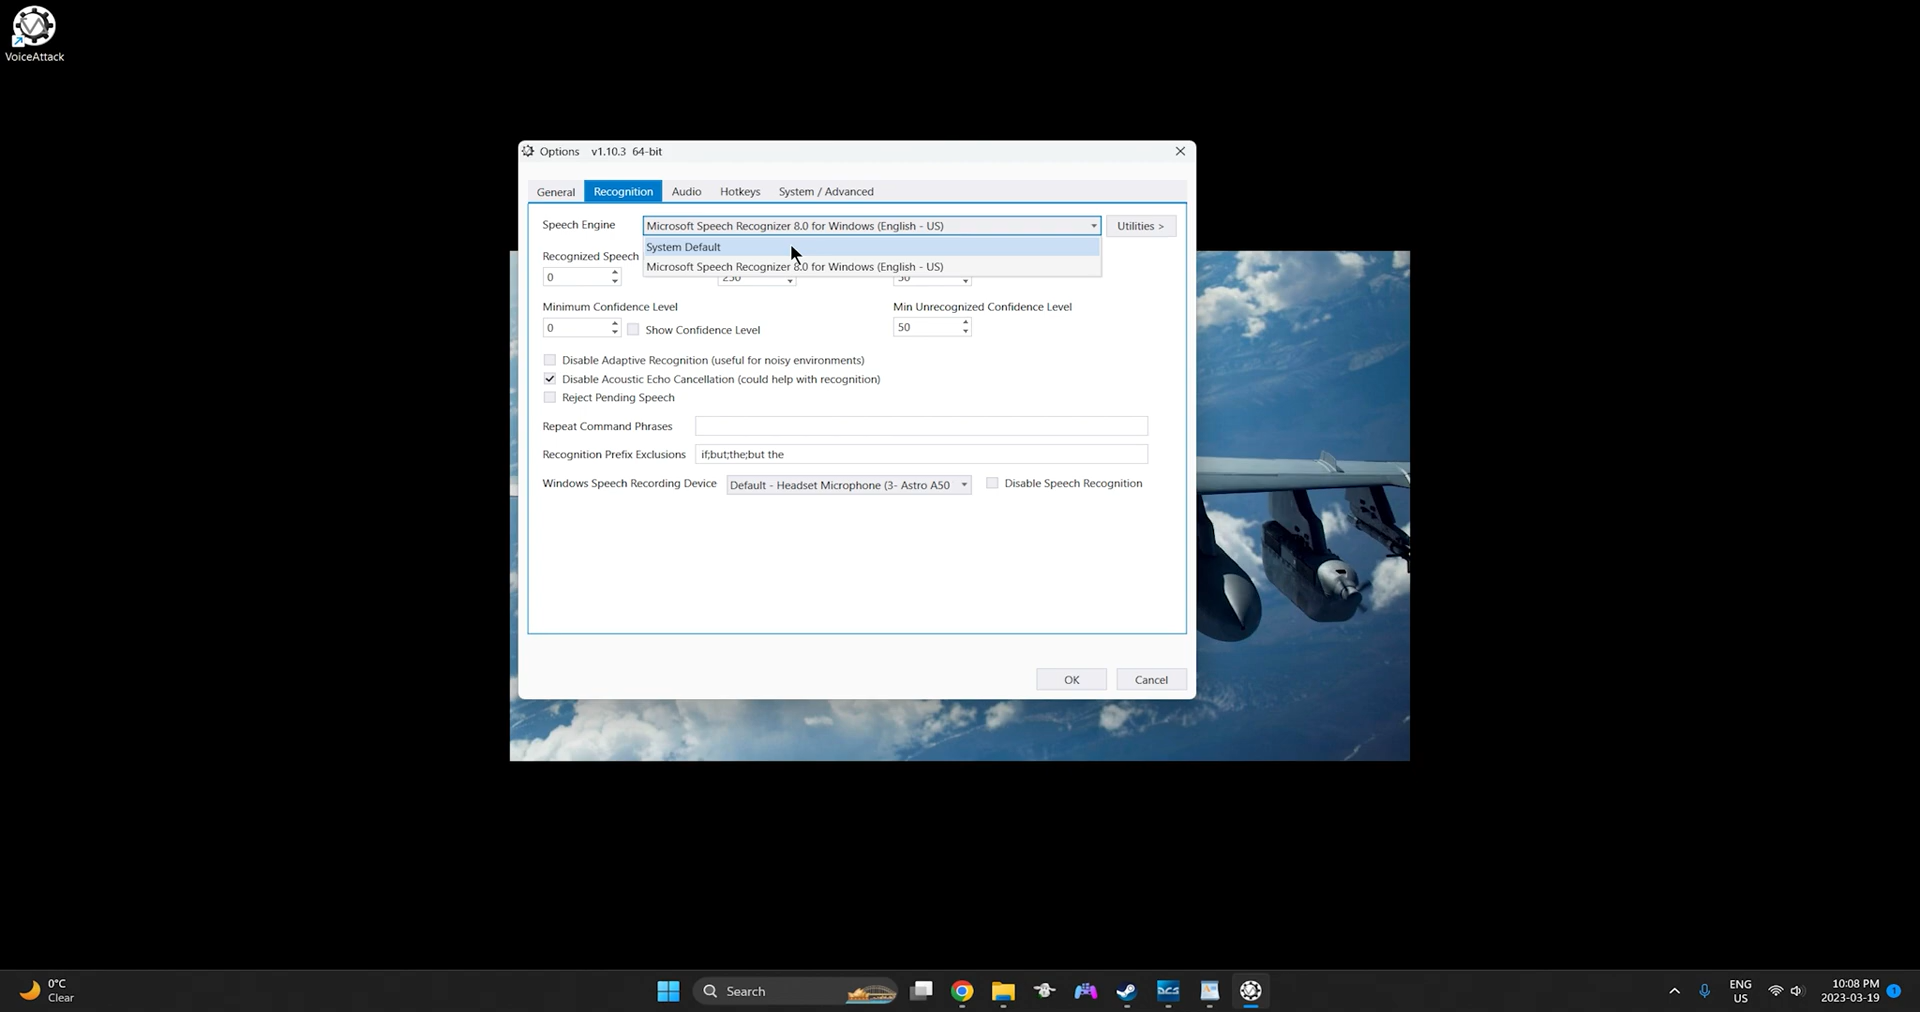 VoiceAttack
Options v1.10.3 64-bit
General Recognition Audio Hotkeys System / Advanced
Speech Engine Microsoft Speech Recognizer 8.0 for Windows (English - US) Utilities >
System Default
Recognized Speech
Microsoft Speech Recognizer 8.0 for Windows (English - US)
0 250 50
Minimum Confidence Level Min Unrecognized Confidence Level
0 Show Confidence Level 50
Disable Adaptive Recognition (useful for noisy environments)
Disable Acoustic Echo Cancellation (could help with recognition)
Reject Pending Speech
Repeat Command Phrases
Recognition Prefix Exclusions if;but;the;but the
Windows Speech Recording Device Default - Headset Microphone (3- Astro A50 Disable Speech Recognition
OK Cancel
0°C
Clear
Search
DCS
ENG
US
10:08 PM
2023-03-19
1